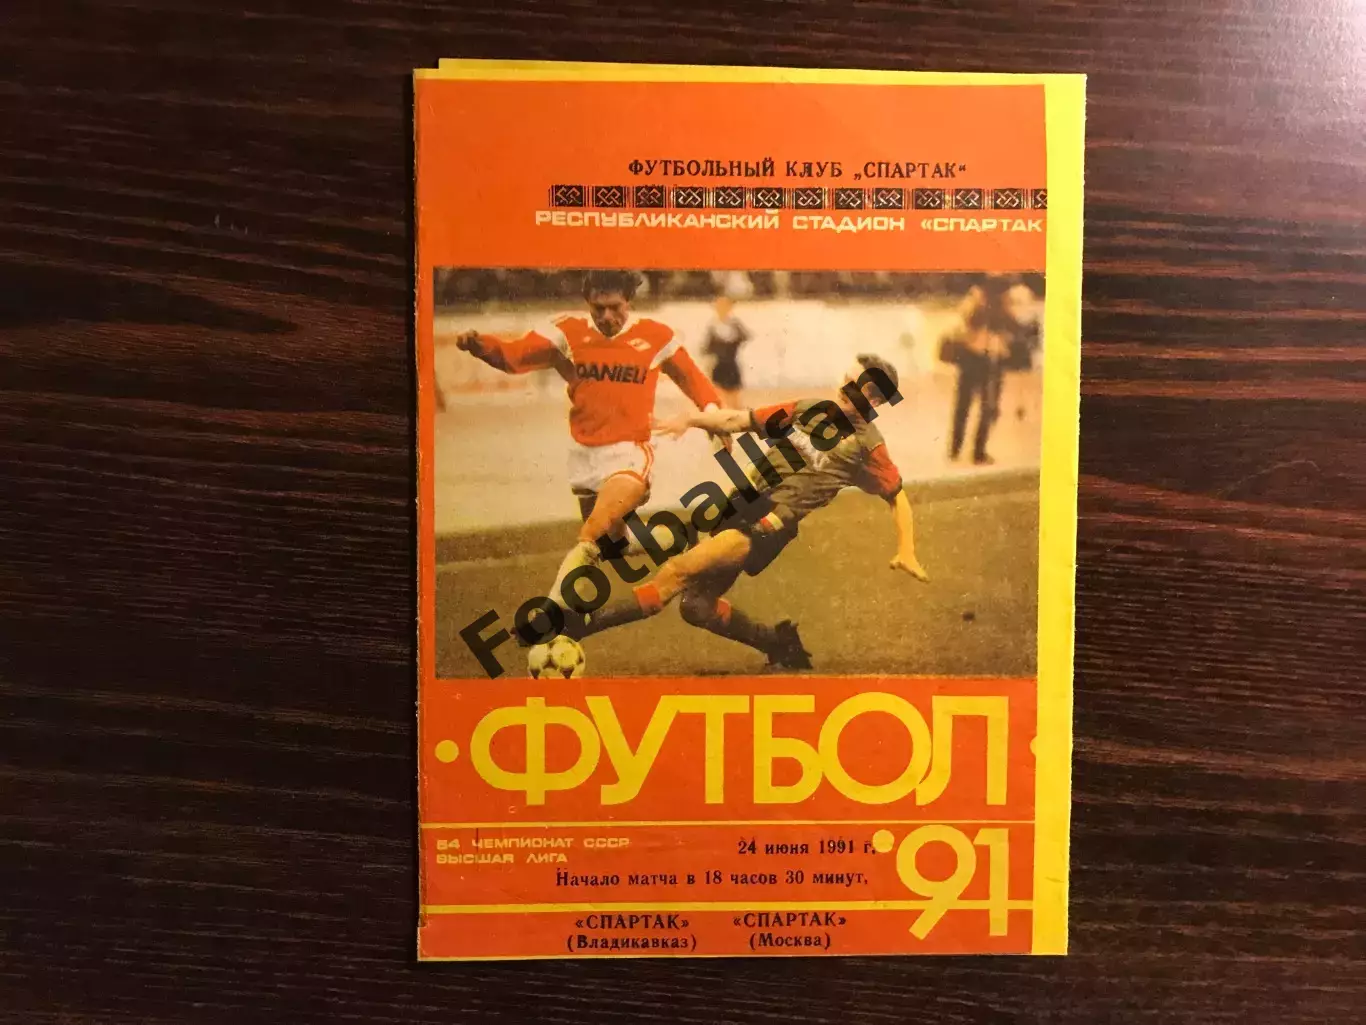 ФУТБОЛЬНЫЙ КЛУБ „СПАРТАК“
РЕСПУБЛИКАНСКИЙ СТАДИОН «СПАРТАК
DANIELI
Footballfan
• ФУТБОЛ •
54 ЧЕМПИОНАТ СССР
ВЫСШАЯ ЛИГА
24 июня 1991 г.
'91
Начало матча в 18 часов 30 минут.
«СПАРТАК» «СПАРТАК»
(Владикавказ) (Москва)